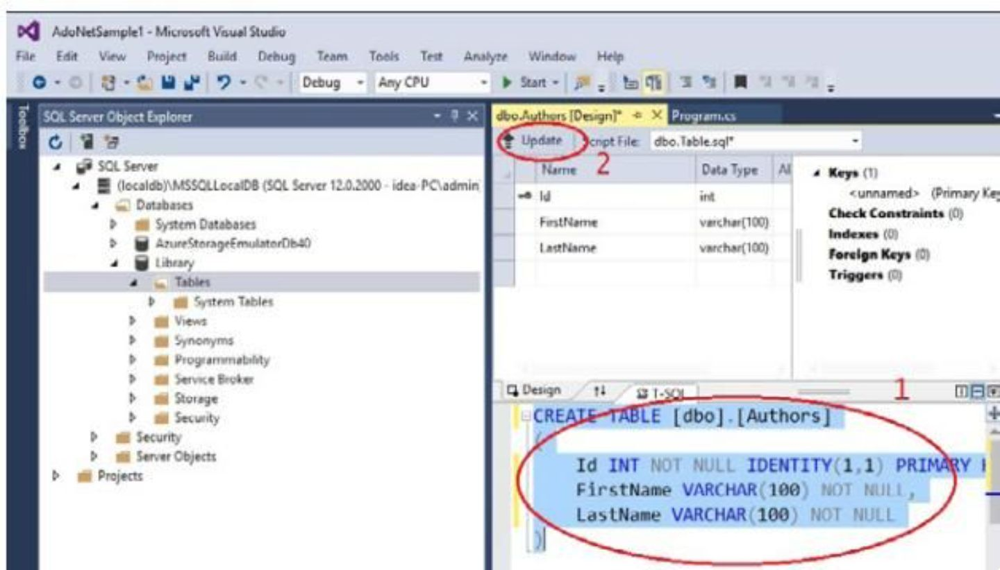 AdoNetSample1 - Microsoft Visual Studio
File Edit View Project Build Debug Team Tools Test Analyze Window Help
Debug Any CPU Start
Toolbox
SQL Server Object Explorer
SQL Server
(localdb)\MSSQLLocalDB (SQL Server 12.0.2000 - idea-PC\admin
Databases
System Databases
AzureStorageEmulatorDb40
Library
Tables
System Tables
Views
Synonyms
Programmability
Service Broker
Storage
Security
Security
Server Objects
Projects
dbo.Authors [Design]* Program.cs
Update Script File: dbo.Table.sql*
2
Name Data Type Al
Id int
FirstName varchar(100)
LastName varchar(100)
Keys (1)
<unnamed> (Primary Key
Check Constraints (0)
Indexes (0)
Foreign Keys (0)
Triggers (0)
Design T-SQL
1
CREATE TABLE [dbo].[Authors]
(
Id INT NOT NULL IDENTITY(1,1) PRIMARY
FirstName VARCHAR(100) NOT NULL,
LastName VARCHAR(100) NOT NULL
)